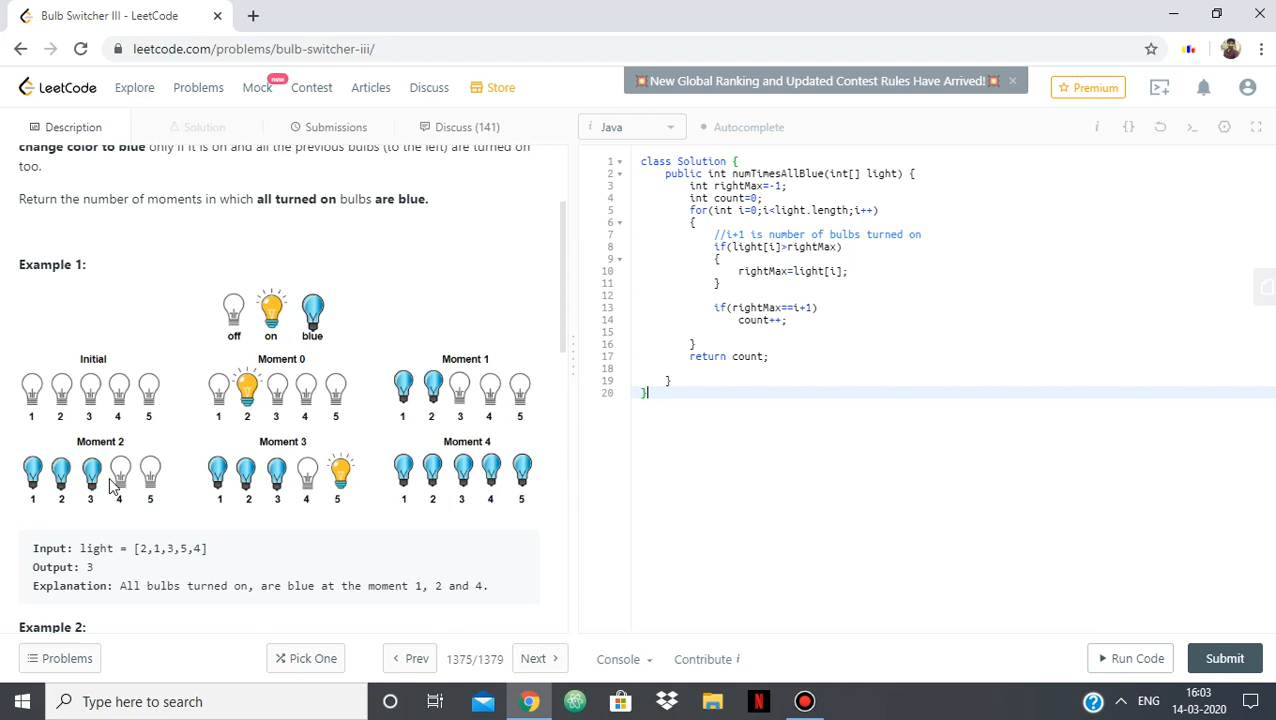 Bulb Switcher III - LeetCode
leetcode.com/problems/bulb-switcher-iii/
LeetCode
Explore
Problems
Mock
new
Contest
Articles
Discuss
Store
💥New Global Ranking and Updated Contest Rules Have Arrived!💥
Premium
Description
Solution
Submissions
Discuss (141)
i Java
Autocomplete
change color to blue only if it is on and all the previous bulbs (to the left) are turned on
too.
Return the number of moments in which all turned on bulbs are blue.
Example 1:
off on blue
Initial Moment 0 Moment 1
1 2 3 4 5 1 2 3 4 5 1 2 3 4 5
Moment 2 Moment 3 Moment 4
1 2 3 4 5 1 2 3 4 5 1 2 3 4 5
Input: light = [2,1,3,5,4]
Output: 3
Explanation: All bulbs turned on, are blue at the moment 1, 2 and 4.
Example 2:
1 class Solution {
2 public int numTimesAllBlue(int[] light) {
3 int rightMax=-1;
4 int count=0;
5 for(int i=0;i<light.length;i++)
6 {
7 //i+1 is number of bulbs turned on
8 if(light[i]>rightMax)
9 {
10 rightMax=light[i];
11 }
12
13 if(rightMax==i+1)
14 count++;
15
16 }
17 return count;
18
19 }
20 }
Problems
Pick One
Prev
1375/1379
Next
Console
Contribute i
Run Code
Submit
Type here to search
ENG
16:03
14-03-2020